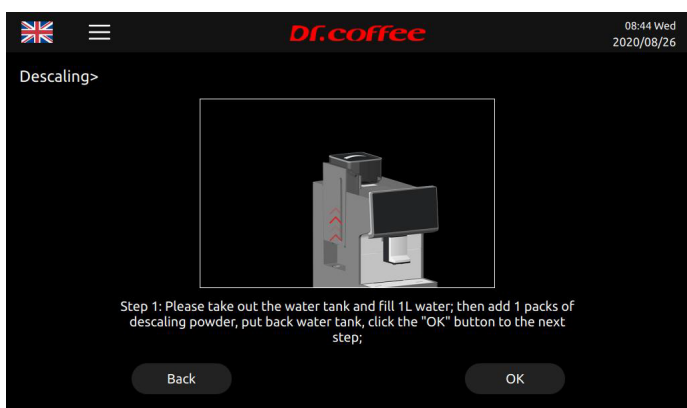 Dr.coffee
08:44 Wed
2020/08/26
Descaling>
Step 1: Please take out the water tank and fill 1L water; then add 1 packs of
descaling powder, put back water tank, click the "OK" button to the next
step;
Back
OK